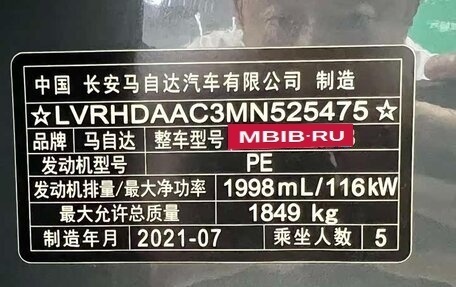 中国 长安马自达汽车有限公司 制造
☆LVRHDAAC3MN525475☆
品牌 马自达 整车型号 MBIB-RU
发动机型号 PE
发动机排量/最大净功率 1998mL/116kW
最大允许总质量 1849 kg
制造年月 2021-07 乘坐人数 5